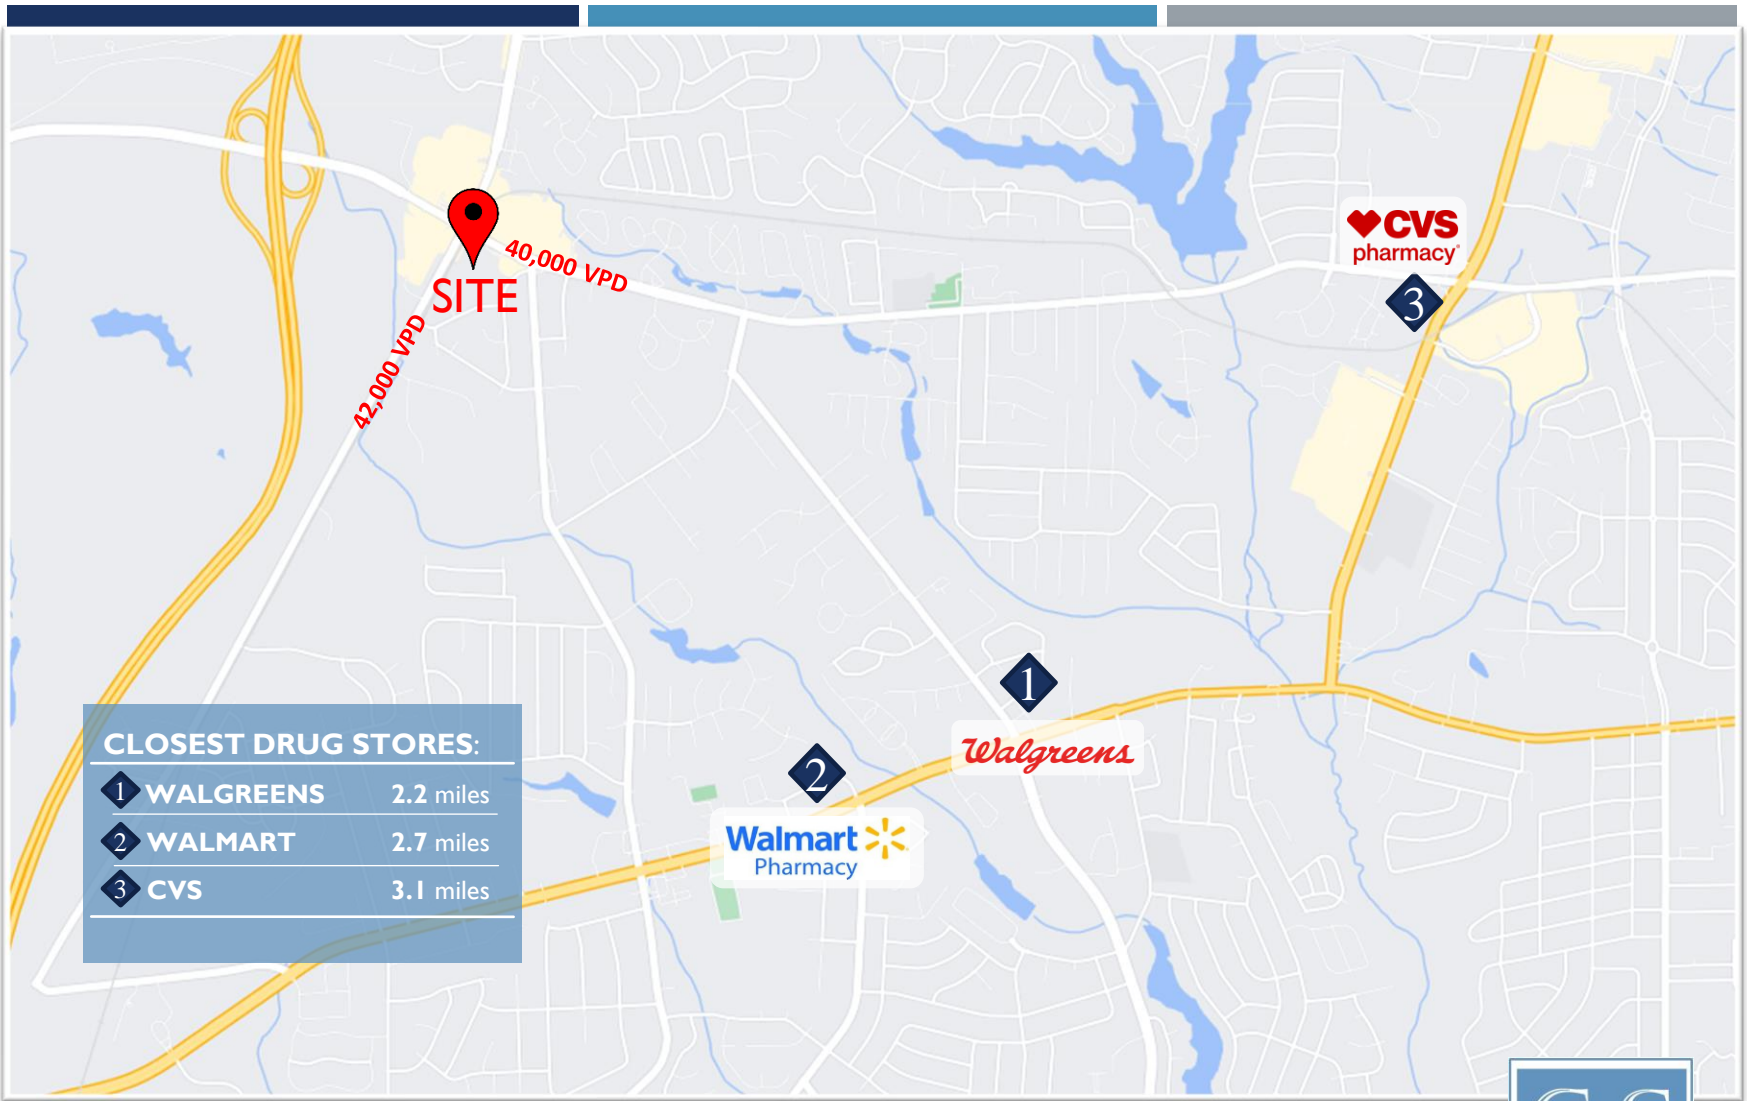 CVS
pharmacy
3
40,000 VPD
SITE
42,000 VPD
1
Walgreens
2
Walmart
Pharmacy
CLOSEST DRUG STORES:
1 WALGREENS 2.2 miles
2 WALMART 2.7 miles
3 CVS 3.1 miles